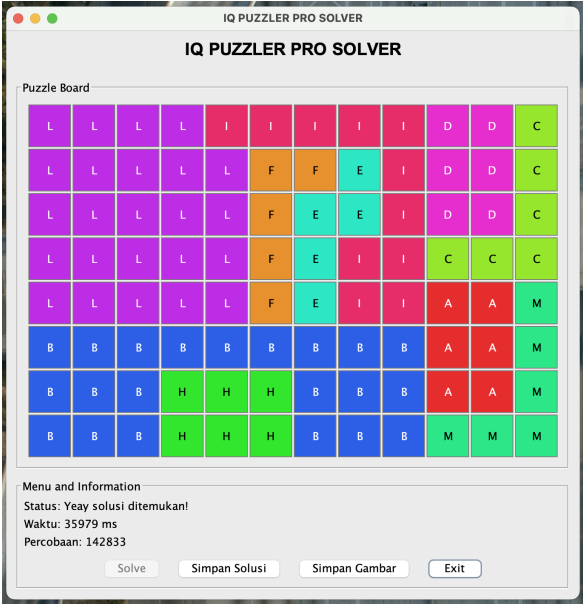 IQ PUZZLER PRO SOLVER
IQ PUZZLER PRO SOLVER
Puzzle Board
L L L L I I I I I D D C
L L L L L F F E I D D C
L L L L L F E E I D D C
L L L L L F E I I C C C
L L L L L F E I I A A M
B B B B B B B B B A A M
B B B H H H B B B A A M
B B B H H H B B B M M M
Menu and Information
Status: Yeay solusi ditemukan!
Waktu: 35979 ms
Percobaan: 142833
Solve Simpan Solusi Simpan Gambar Exit